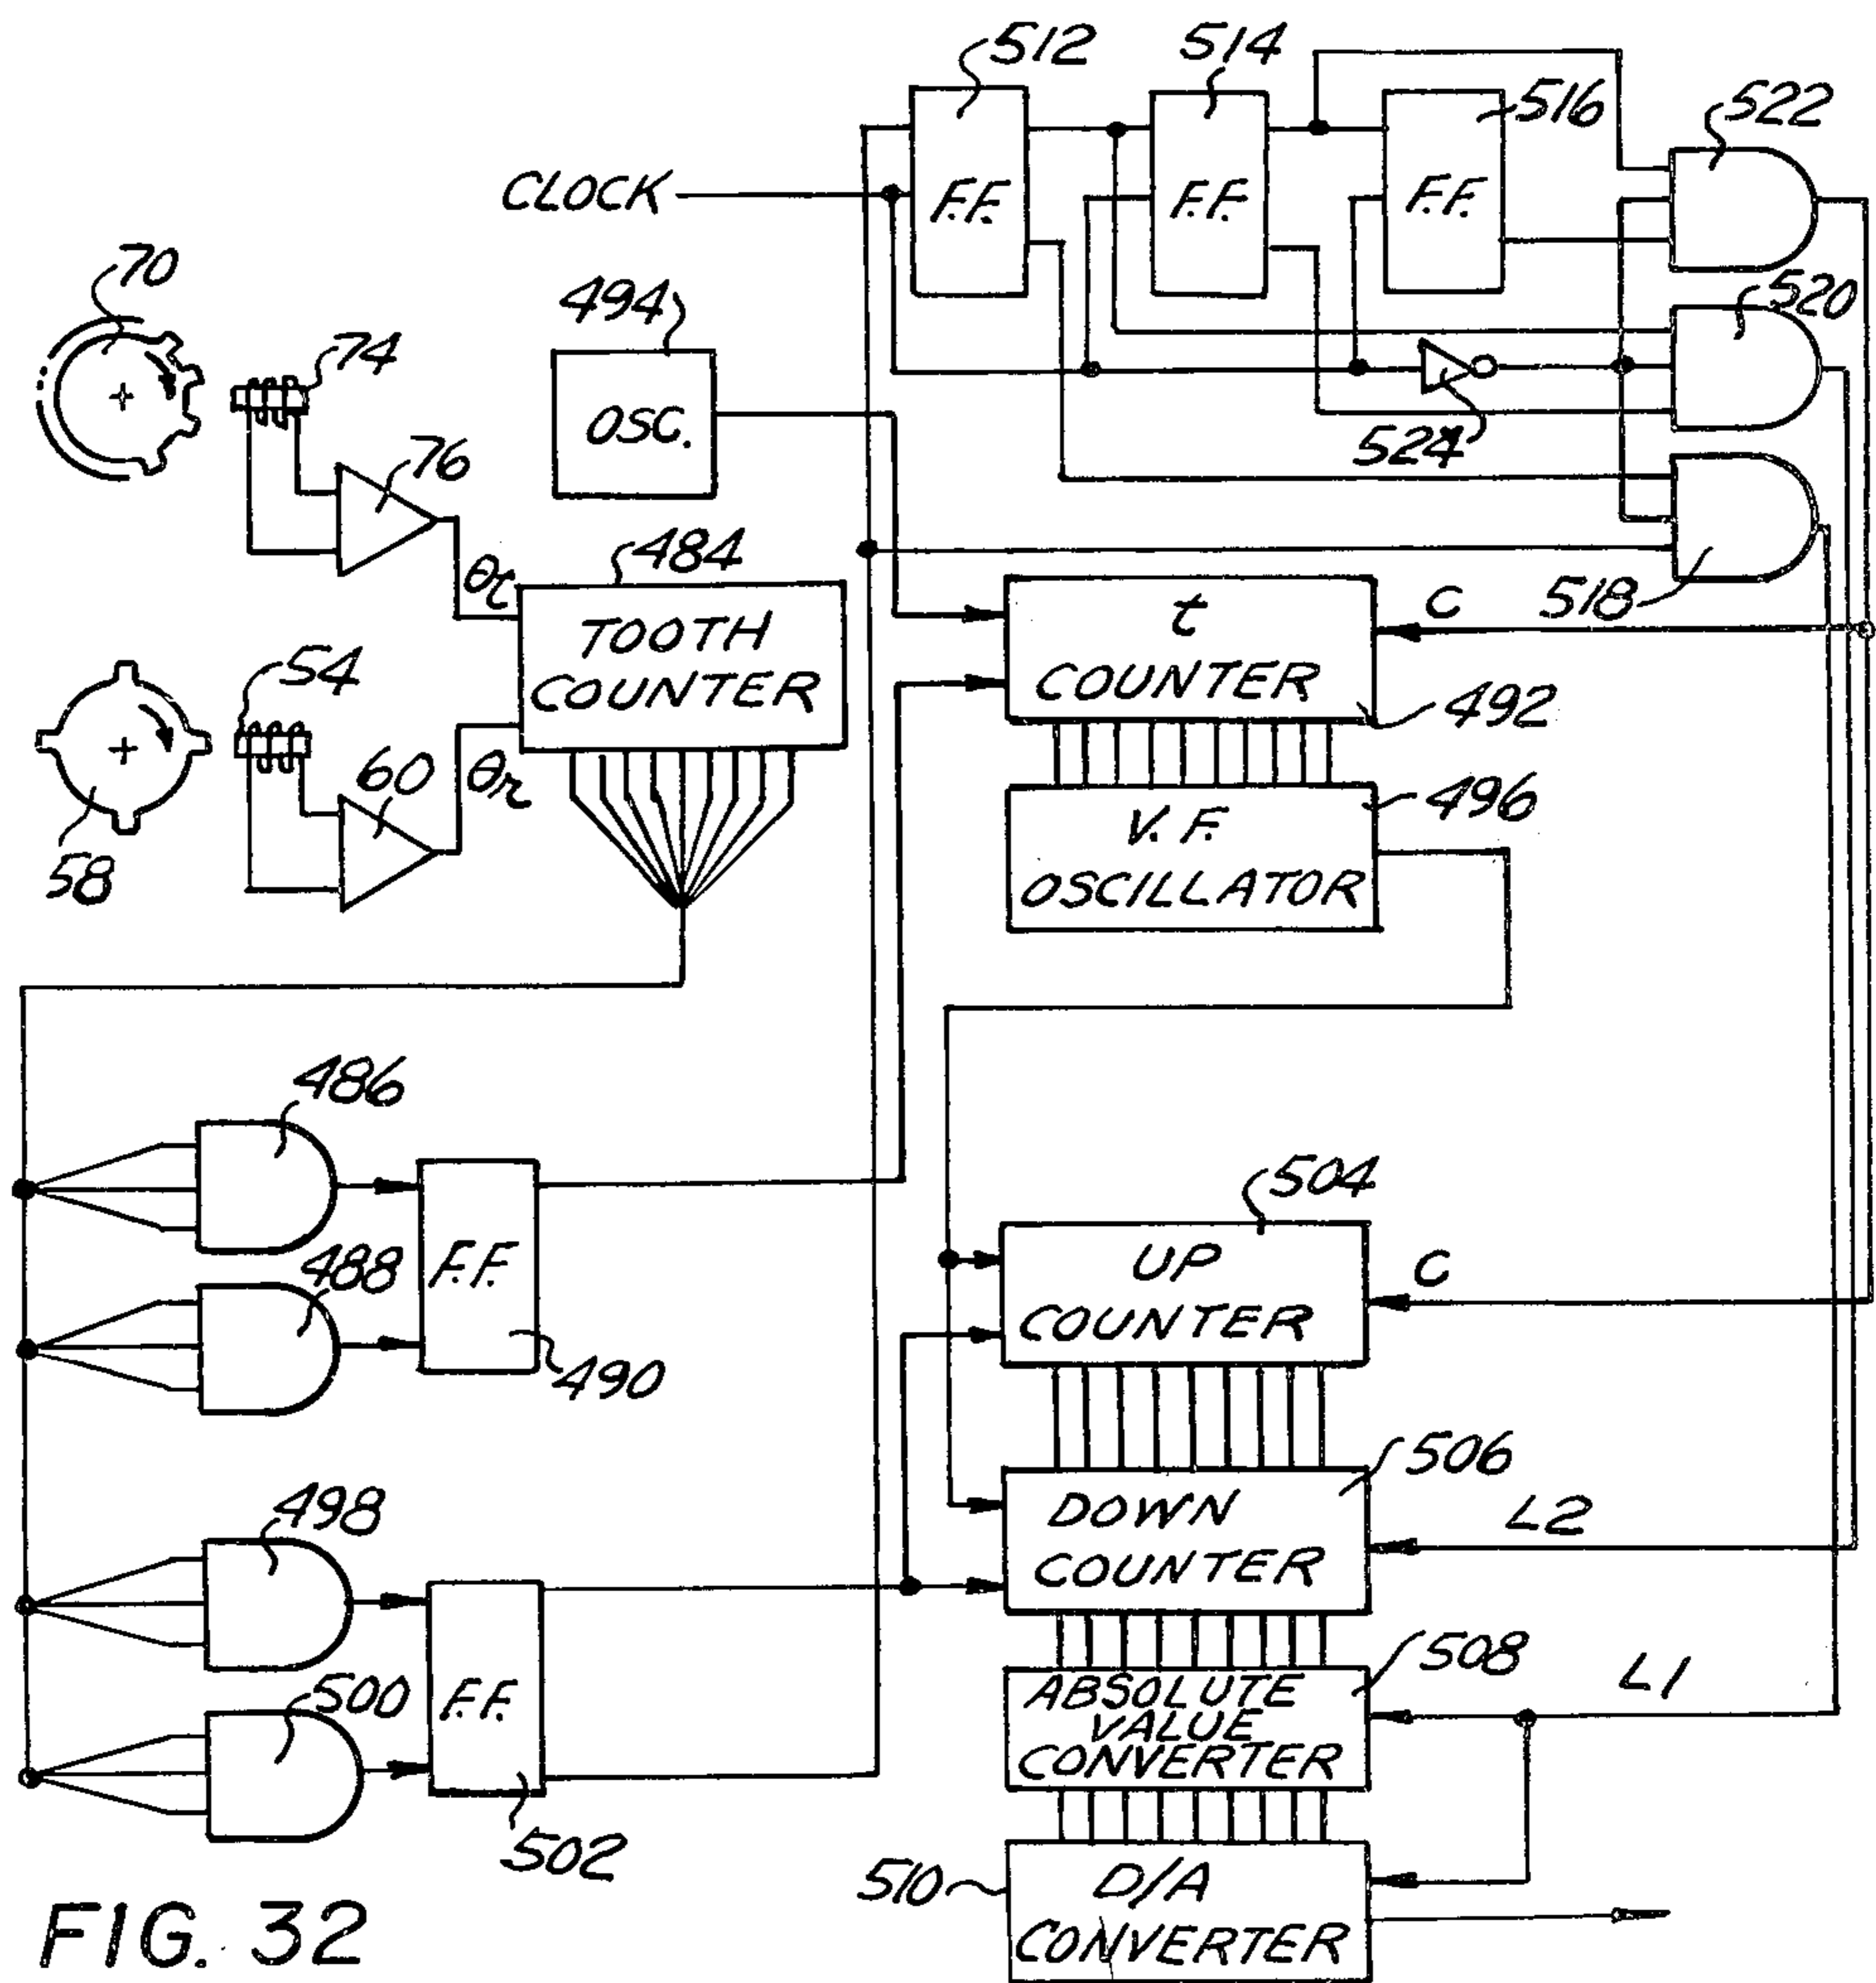 512
514
516
522
CLOCK
F.F.
F.F.
F.F.
70
494
520
74
OSC.
524
76
484
θt
TOOTH
COUNTER
t
COUNTER
C
518
54
492
60
θr
V.F.
OSCILLATOR
496
58
486
504
488
F.F.
UP
COUNTER
C
490
506
498
DOWN
COUNTER
L2
500
F.F.
508
ABSOLUTE
VALUE
CONVERTER
L1
502
510
D/A
CONVERTER
FIG. 32